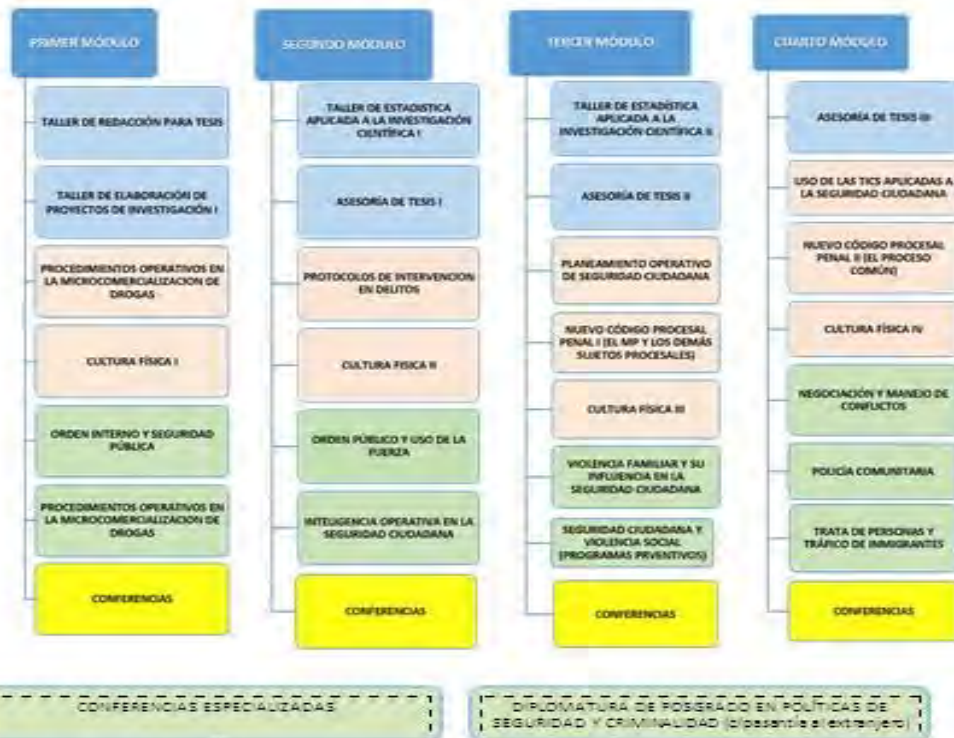 PRIMER MÓDULO
TALLER DE REDACCIÓN PARA TESIS
TALLER DE ELABORACIÓN DE
PROYECTOS DE INVESTIGACIÓN I
PROCEDIMIENTOS OPERATIVOS EN
LA MICROCOMERCIALIZACION DE
DROGAS
CULTURA FÍSICA I
ORDEN INTERNO Y SEGURIDAD
PÚBLICA
PROCEDIMIENTOS OPERATIVOS EN
LA MICROCOMERCIALIZACION DE
DROGAS
CONFERENCIAS
SEGUNDO MÓDULO
TALLER DE ESTADISTICA
APLICADA A LA INVESTIGACIÓN
CIENTÍFICA I
ASESORÍA DE TESIS I
PROTOCOLOS DE INTERVENCION
EN DELITOS
CULTURA FISICA II
ORDEN PÚBLICO Y USO DE LA
FUERZA
INTELIGENCIA OPERATIVA EN LA
SEGURIDAD CIUDADANA
CONFERENCIAS
TERCER MÓDULO
TALLER DE ESTADÍSTICA
APLICADA A LA
INVESTIGACIÓN CIENTÍFICA II
ASESORÍA DE TESIS II
PLANEAMIENTO OPERATIVO
DE SEGURIDAD CIUDADANA
NUEVO CÓDIGO PROCESAL
PENAL I (EL MP Y LOS DEMÁS
SUJETOS PROCESALES)
CULTURA FÍSICA III
VIOLENCIA FAMILIAR Y SU
INFLUENCIA EN LA
SEGURIDAD CIUDADANA
SEGURIDAD CIUDADANA Y
VIOLENCIA SOCIAL
(PROGRAMAS PRVENTIVOS)
CONFERENCIAS
CUARTO MÓDULO
ASESORÍA DE TESIS III
USO DE LAS TICS APLICADAS A
LA SEGURIDAD CIUDADANA
NUEVO CÓDIGO PROCESAL
PENAL II (EL PROCESO
COMÚN)
CULTURA FÍSICA IV
NEGOCIACIÓN Y MANEJO DE
CONFLICTOS
POLICÍA COMUNITARIA
TRATA DE PERSONAS Y
TRÁFICO DE IMMIGRANTES
CONFERENCIAS
CONFERENCIAS ESPECIALIZADAS
DIPLOMATURA DE POSGRADO EN POLÍTICAS DE
SEGURIDAD Y CRIMINALIDAD (c/pasantía al extranjero)